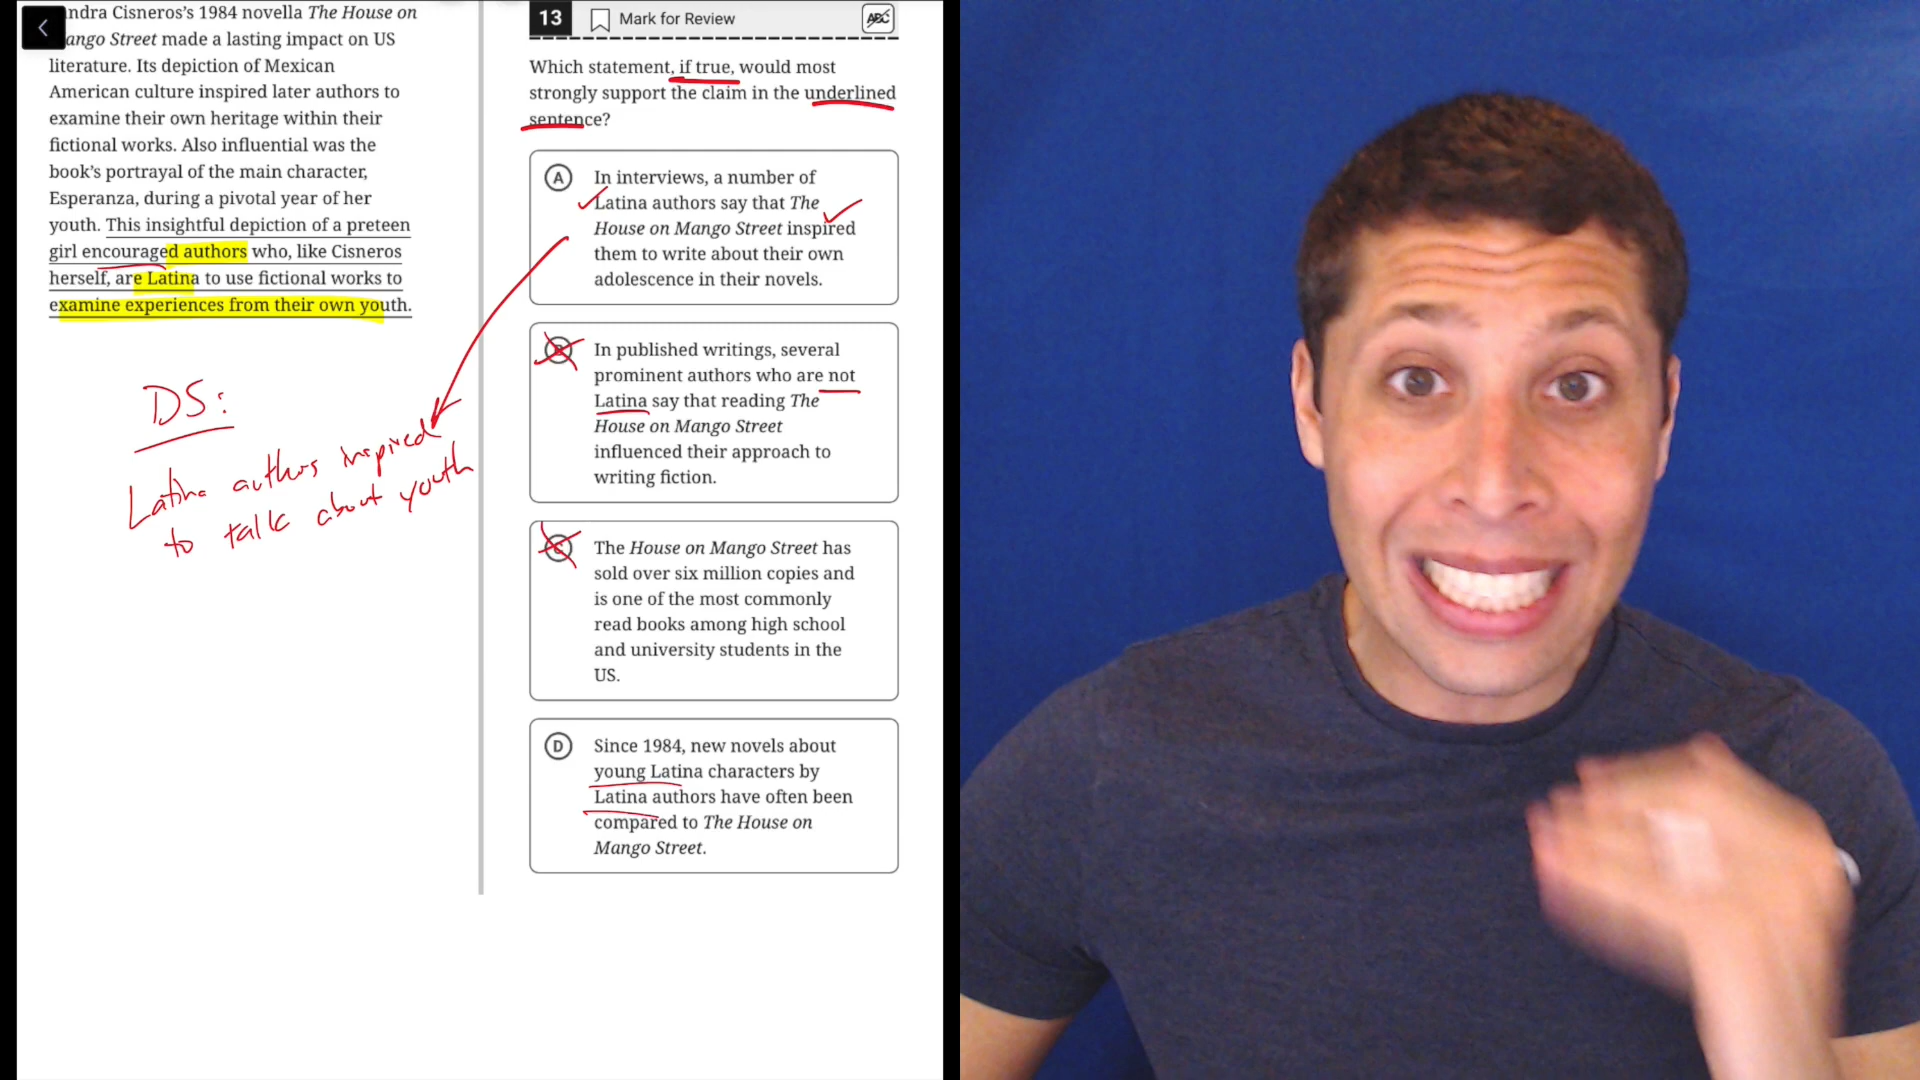 ndra Cisneros's 1984 novella The House on
ango Street made a lasting impact on US
literature. Its depiction of Mexican
American culture inspired later authors to
examine their own heritage within their
fictional works. Also influential was the
book's portrayal of the main character,
Esperanza, during a pivotal year of her
youth. This insightful depiction of a preteen
girl encouraged authors who, like Cisneros
herself, are Latina to use fictional works to
examine experiences from their own youth.
DS:
Latina authors inspired
to talk about youth
13
Mark for Review
ABC
Which statement, if true, would most
strongly support the claim in the underlined
sentence?
A
In interviews, a number of
Latina authors say that The
House on Mango Street inspired
them to write about their own
adolescence in their novels.
B
In published writings, several
prominent authors who are not
Latina say that reading The
House on Mango Street
influenced their approach to
writing fiction.
C
The House on Mango Street has
sold over six million copies and
is one of the most commonly
read books among high school
and university students in the
US.
D
Since 1984, new novels about
young Latina characters by
Latina authors have often been
compared to The House on
Mango Street.